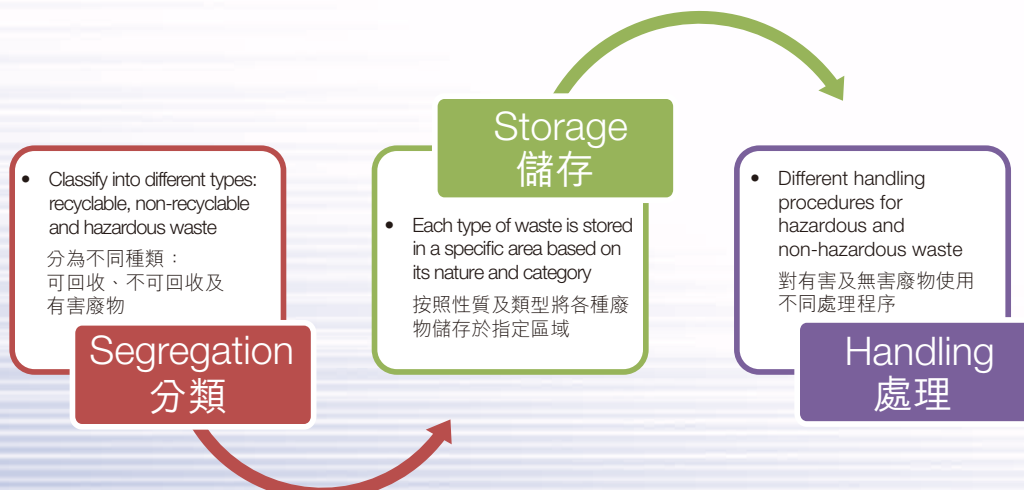 • Classify into different types:
recyclable, non-recyclable
and hazardous waste
分為不同種類：
可回收、不可回收及
有害廢物
Segregation
分類
Storage
儲存
• Each type of waste is stored
in a specific area based on
its nature and category
按照性質及類型將各種廢
物儲存於指定區域
• Different handling
procedures for
hazardous and
non-hazardous waste
對有害及無害廢物使用
不同處理程序
Handling
處理